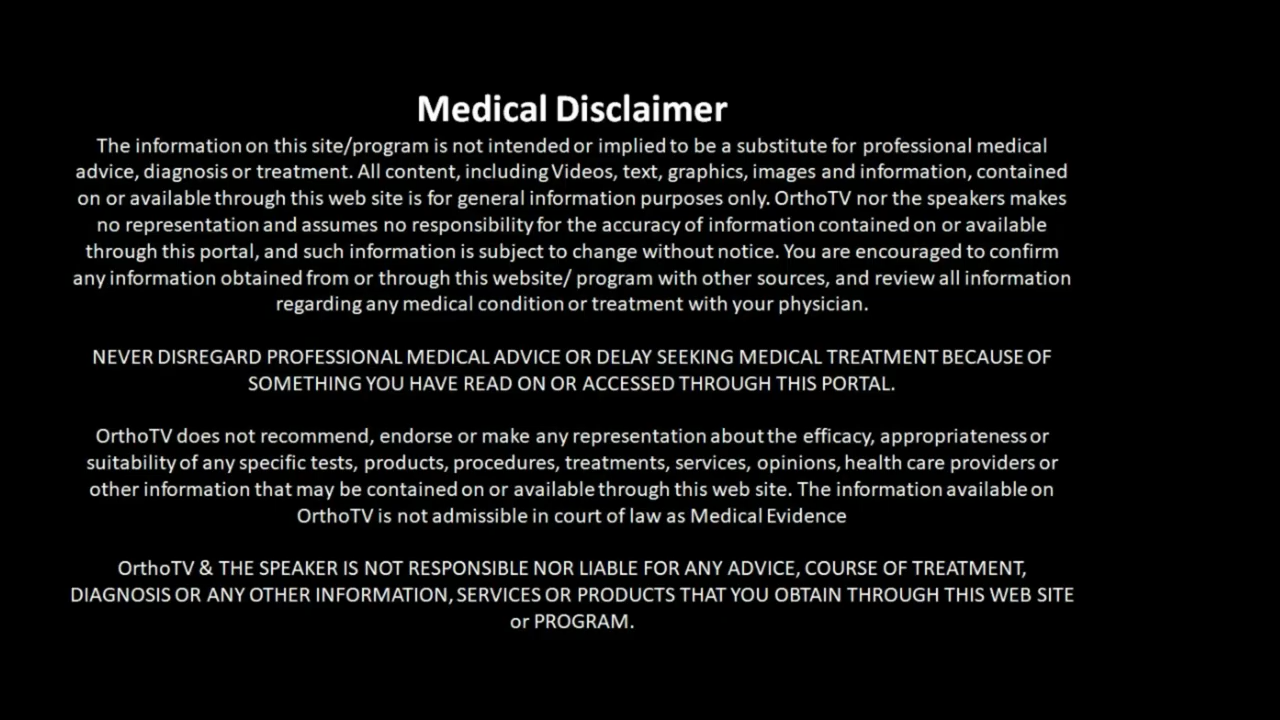 Medical Disclaimer
The information on this site/program is not intended or implied to be a substitute for professional medical
advice, diagnosis or treatment. All content, including Videos, text, graphics, images and information, contained
on or available through this web site is for general information purposes only. OrthoTV nor the speakers makes
no representation and assumes no responsibility for the accuracy of information contained on or available
through this portal, and such information is subject to change without notice. You are encouraged to confirm
any information obtained from or through this website/ program with other sources, and review all information
regarding any medical condition or treatment with your physician.
NEVER DISREGARD PROFESSIONAL MEDICAL ADVICE OR DELAY SEEKING MEDICAL TREATMENT BECAUSE OF
SOMETHING YOU HAVE READ ON OR ACCESSED THROUGH THIS PORTAL.
OrthoTV does not recommend, endorse or make any representation about the efficacy, appropriateness or
suitability of any specific tests, products, procedures, treatments, services, opinions, health care providers or
other information that may be contained on or available through this web site. The information available on
OrthoTV is not admissible in court of law as Medical Evidence
OrthoTV & THE SPEAKER IS NOT RESPONSIBLE NOR LIABLE FOR ANY ADVICE, COURSE OF TREATMENT,
DIAGNOSIS OR ANY OTHER INFORMATION, SERVICES OR PRODUCTS THAT YOU OBTAIN THROUGH THIS WEB SITE
or PROGRAM.